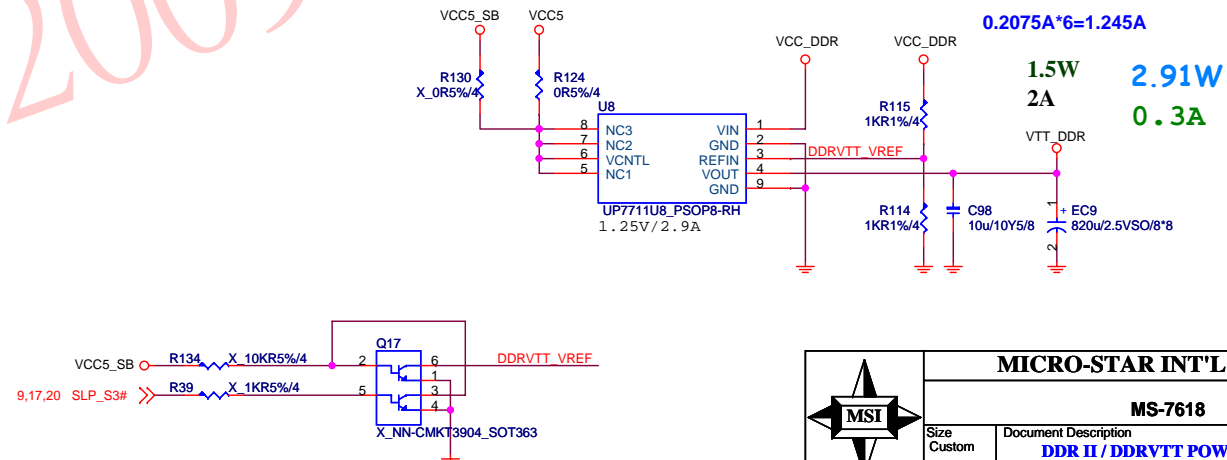 VCC5_SB
VCC5
0.2075A*6=1.245A
VCC_DDR
VCC_DDR
1.5W
2.91W
2A
0.3A
R130
X_0R5%/4
R124
0R5%/4
U8
R115
1KR1%/4
VTT_DDR
8 NC3 VIN 1
7 NC2 GND 2
6 VCNTL REFIN 3 DDRVTT_VREF
5 NC1 VOUT 4
GND 9
UP7711U8_PSOP8-RH
1.25V/2.9A
R114
1KR1%/4
C98
10u/10Y5/8
1
+ EC9
820u/2.5VSO/8*8
2
VCC5_SB R134 X_10KR5%/4 2 Q17 6 DDRVTT_VREF
1
9,17,20 SLP_S3# R39 X_1KR5%/4 5 3
4
X_NN-CMKT3904_SOT363
MSI
MICRO-STAR INT'L
MS-7618
Size
Custom
Document Description
DDR II / DDRVTT POW